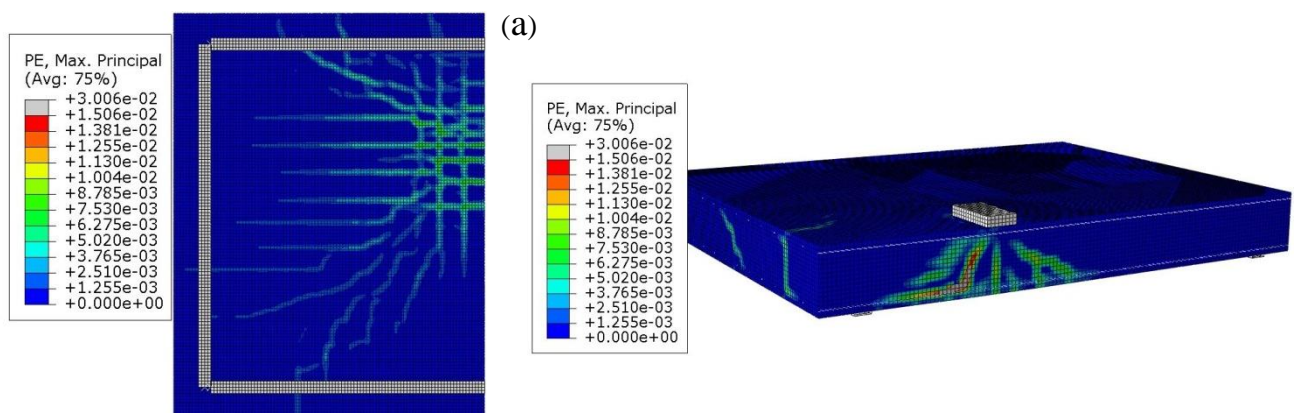 (a)
PE, Max. Principal
(Avg: 75%)
+3.006e-02
+1.506e-02
+1.381e-02
+1.255e-02
+1.130e-02
+1.004e-02
+8.785e-03
+7.530e-03
+6.275e-03
+5.020e-03
+3.765e-03
+2.510e-03
+1.255e-03
+0.000e+00
PE, Max. Principal
(Avg: 75%)
+3.006e-02
+1.506e-02
+1.381e-02
+1.255e-02
+1.130e-02
+1.004e-02
+8.785e-03
+7.530e-03
+6.275e-03
+5.020e-03
+3.765e-03
+2.510e-03
+1.255e-03
+0.000e+00